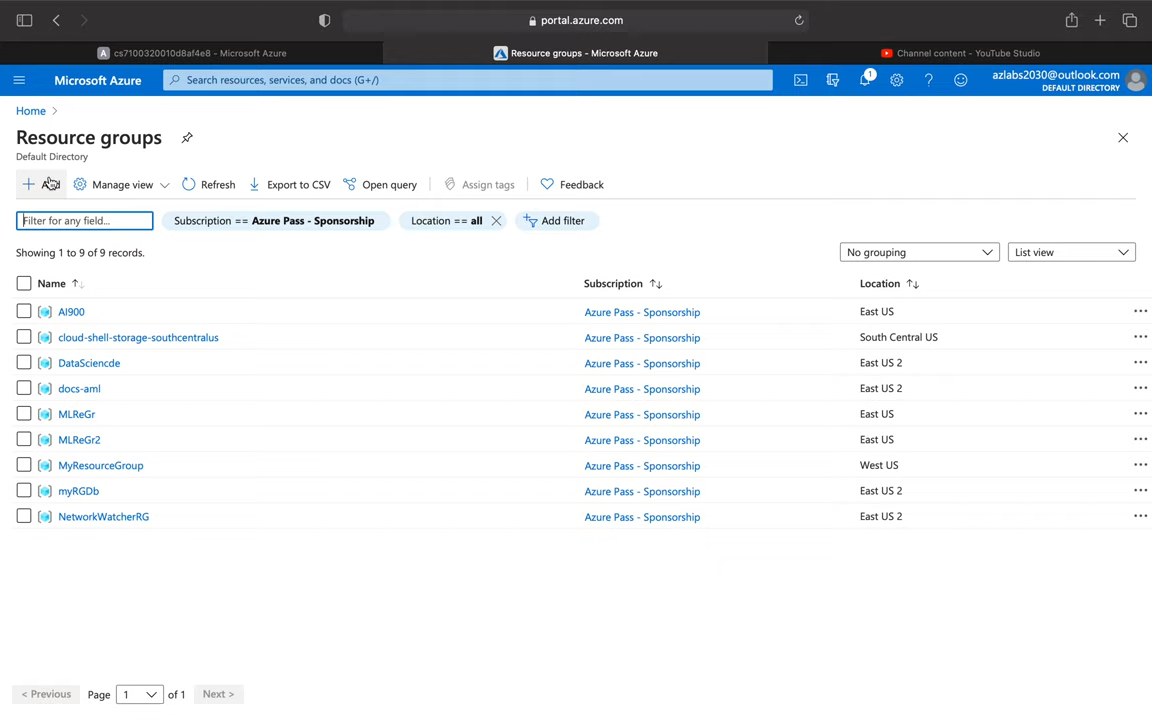 portal.azure.com
A cs7100320010d8af4e8 - Microsoft Azure
Resource groups - Microsoft Azure
Channel content - YouTube Studio
Microsoft Azure
Search resources, services, and docs (G+/)
1
azlabs2030@outlook.com
DEFAULT DIRECTORY
Home
Resource groups
Default Directory
Add Manage view Refresh Export to CSV Open query Assign tags Feedback
Filter for any field... Subscription == Azure Pass - Sponsorship Location == all Add filter
Showing 1 to 9 of 9 records. No grouping List view
Name Subscription Location
AI900 Azure Pass - Sponsorship East US
cloud-shell-storage-southcentralus Azure Pass - Sponsorship South Central US
DataSciencde Azure Pass - Sponsorship East US 2
docs-aml Azure Pass - Sponsorship East US 2
MLReGr Azure Pass - Sponsorship East US
MLReGr2 Azure Pass - Sponsorship East US
MyResourceGroup Azure Pass - Sponsorship West US
myRGDb Azure Pass - Sponsorship East US 2
NetworkWatcherRG Azure Pass - Sponsorship East US 2
< Previous Page 1 of 1 Next >